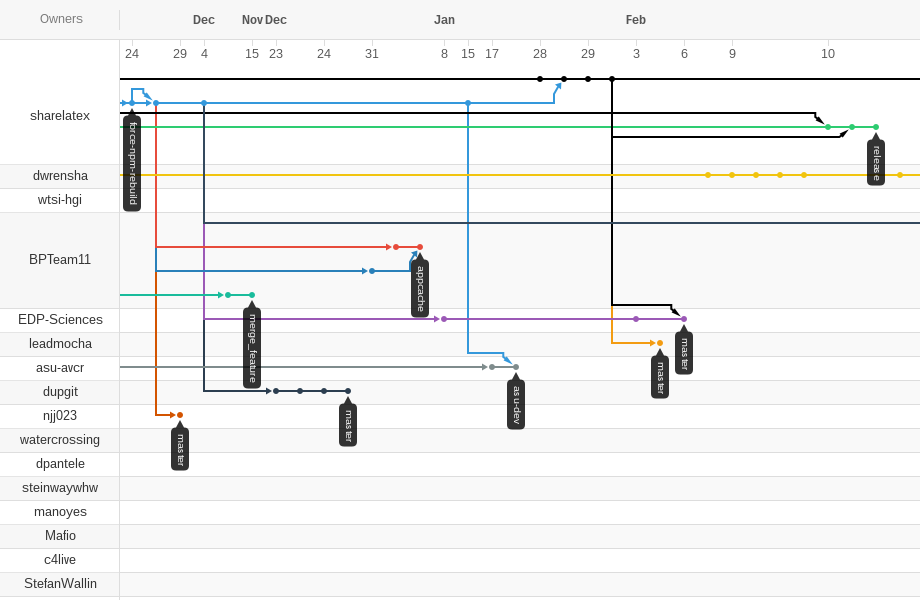 Owners
Dec Nov Dec Jan Feb
24 29 4 15 23 24 31 8 15 17 28 29 3 6 9 10
sharelatex
force-npm-rebuild
release
dwrensha
wtsi-hgi
BPTeam11
appcache
merge_feature
EDP-Sciences
master
leadmocha
master
asu-avcr
asu-dev
dupgit
master
njj023
master
watercrossing
dpantele
steinwaywhw
manoyes
Mafio
c4live
StefanWallin